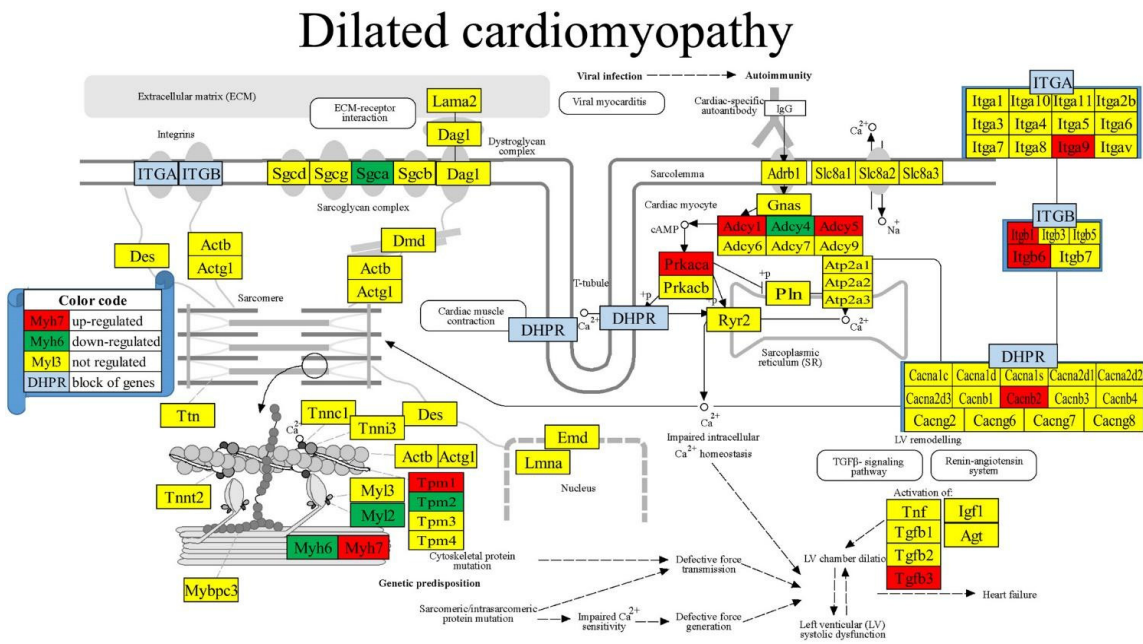 Dilated cardiomyopathy
Viral infection
Autoimmunity
Extracellular matrix (ECM)
ECM-receptor
interaction
Viral myocarditis
Cardiac-specific
autoantibody
IgG
Lama2
Dag1
Dystroglycan
complex
Integrins
ITGA ITGB
Sgcd Sgcg Sgca Sgcb Dag1
Sarcoglycan complex
Sarcolemma
Adrb1
Slc8a1 Slc8a2 Slc8a3
Ca2+
Na+
ITGA
Itga1 Itga10 Itga11 Itga2b
Itga3 Itga4 Itga5 Itga6
Itga7 Itga8 Itga9 Itgav
ITGB
Itgb1 Itgb3 Itgb5
Itgb6 Itgb7
Cardiac myocyte
Gnas
cAMP
Adcy1 Adcy4 Adcy5
Adcy6 Adcy7 Adcy9
Prkaca
Prkacb
+p
+p
+p
Pln
Atp2a1
Atp2a2
Atp2a3
Ca2+
T-tubule
Ca2+
DHPR
DHPR
Ryr2
Sarcoplasmic
reticulum (SR)
Cardiac muscle
contraction
Des
Actb
Actg1
Dmd
Actb
Actg1
Sarcomere
Color code
Myh7 up-regulated
Myh6 down-regulated
Myl3 not regulated
DHPR block of genes
DHPR
Cacna1c Cacna1d Cacna1s Cacna2d1 Cacna2d2
Cacna2d3 Cacnb1 Cacnb2 Cacnb3 Cacnb4
Cacng2 Cacng6 Cacng7 Cacng8
LV remodelling
Ttn
Tnnc1
Ca2+
Tnni3
Des
Actb Actg1
Emd
Lmna
Nucleus
Ca2+
Impaired intracellular
Ca2+ homeostasis
TGFβ- signaling
pathway
Renin-angiotensin
system
Tnnt2
Myl3
Myl2
Tpm1
Tpm2
Tpm3
Tpm4
Myh6 Myh7
Mybpc3
Activation of:
Tnf
Tgfb1
Tgfb2
Tgfb3
Igf1
Agt
Cytoskeletal protein
mutation
Genetic predisposition
Defective force
transmission
LV chamber dilatio
Sarcomeric/intrasarcomeric
protein mutation
Impaired Ca2+
sensitivity
Defective force
generation
Heart failure
Left venticular (LV)
systolic dysfunction